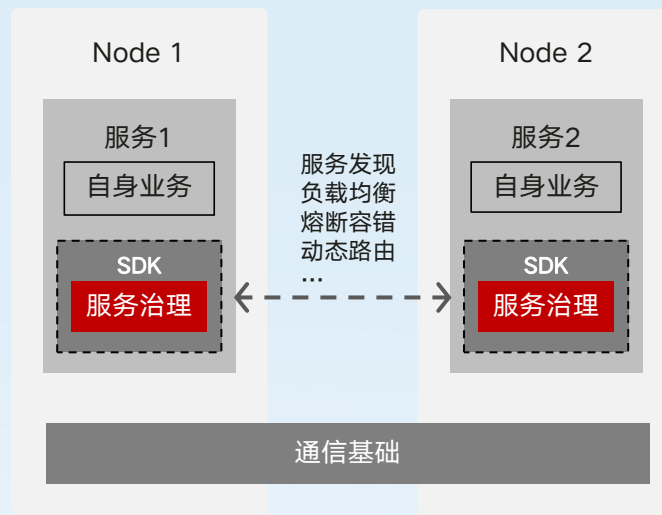 Node 1
服务1
自身业务
SDK
服务治理
服务发现
负载均衡
熔断容错
动态路由
...
Node 2
服务2
自身业务
SDK
服务治理
通信基础